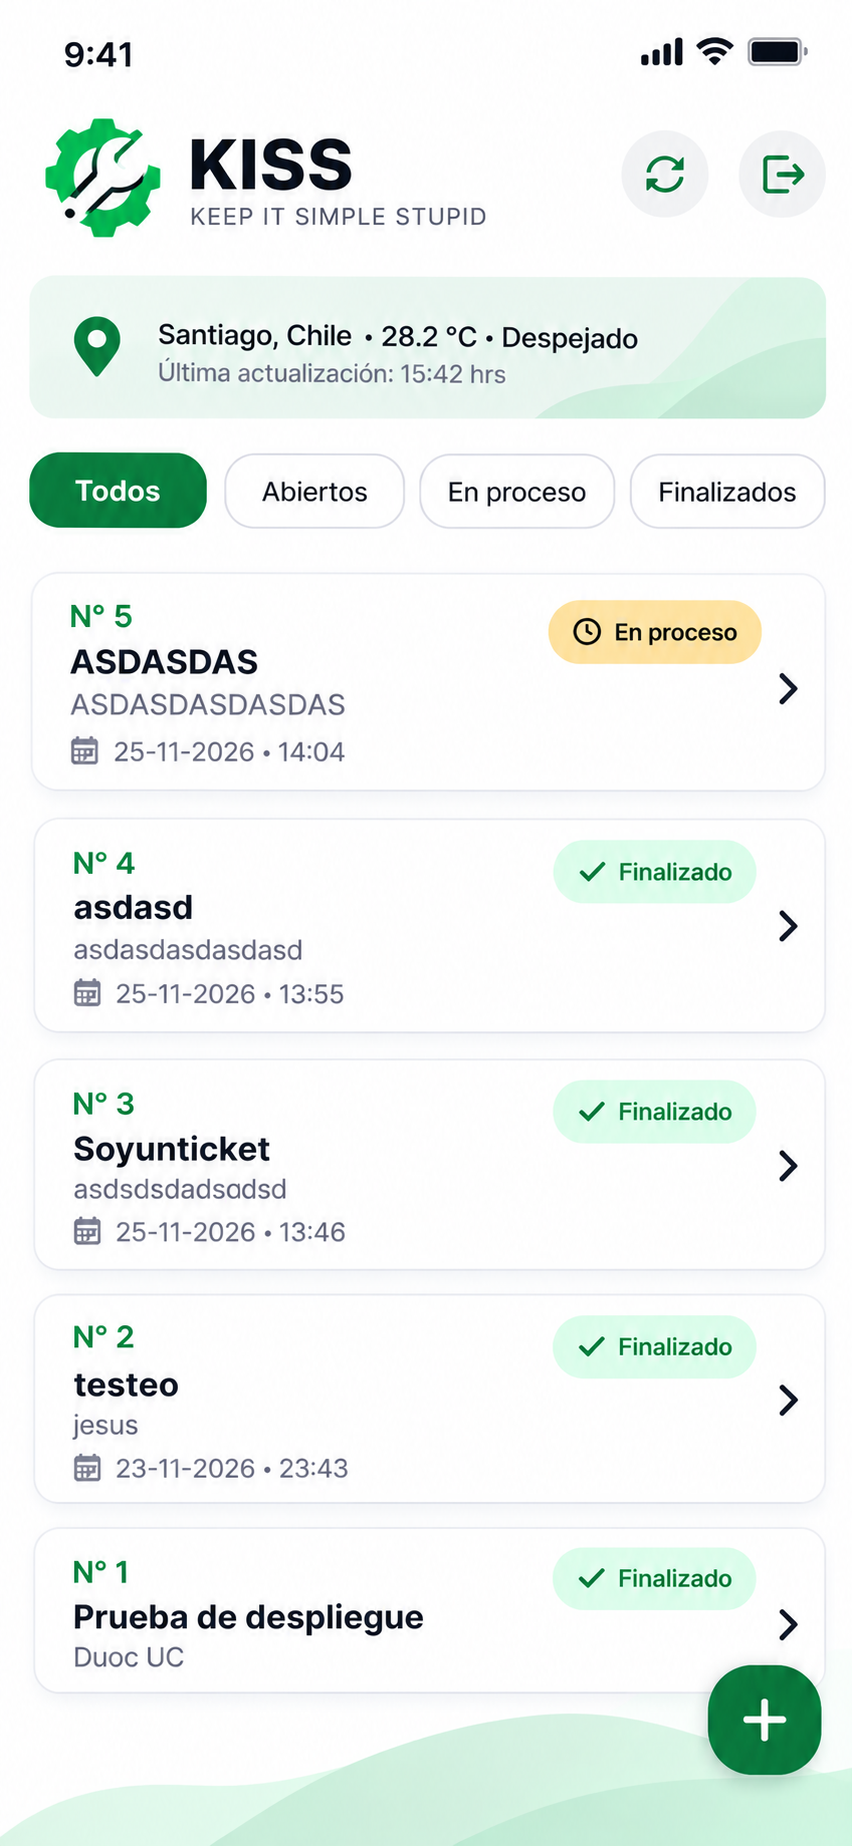 9:41
KISS
KEEP IT SIMPLE STUPID
Santiago, Chile • 28.2 °C • Despejado
Última actualización: 15:42 hrs
Todos
Abiertos
En proceso
Finalizados
N° 5
En proceso
ASDASDAS
ASDASDASDASDAS
25-11-2026 • 14:04
N° 4
Finalizado
asdasd
asdasdasdasdasd
25-11-2026 • 13:55
N° 3
Finalizado
Soyunticket
asdsdsdadsadsd
25-11-2026 • 13:46
N° 2
Finalizado
testeo
jesus
23-11-2026 • 23:43
N° 1
Finalizado
Prueba de despliegue
Duoc UC